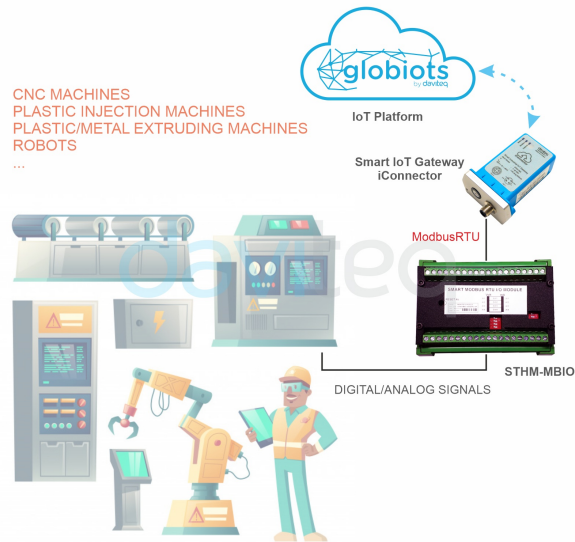 globiots
by daviteq
IoT Platform
CNC MACHINES
PLASTIC INJECTION MACHINES
PLASTIC/METAL EXTRUDING MACHINES
ROBOTS
...
Smart IoT Gateway
iConnector
ModbusRTU
daviteq
SMART MODBUS RTU I/O MODULE
STHM-MBIO
DIGITAL/ANALOG SIGNALS